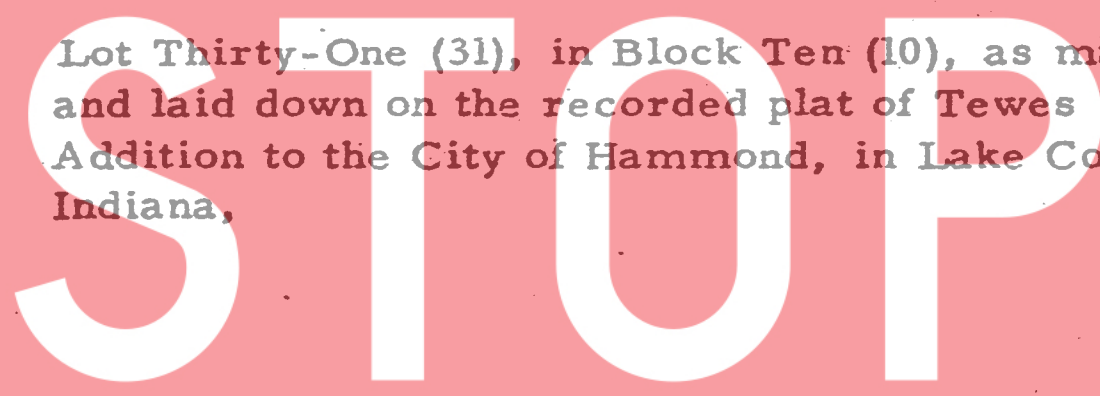 Lot Thirty-One (31), in Block Ten (10), as
and laid down on the recorded plat of Tewes
Addition to the City of Hammond, in Lake
Indiana,
STOP